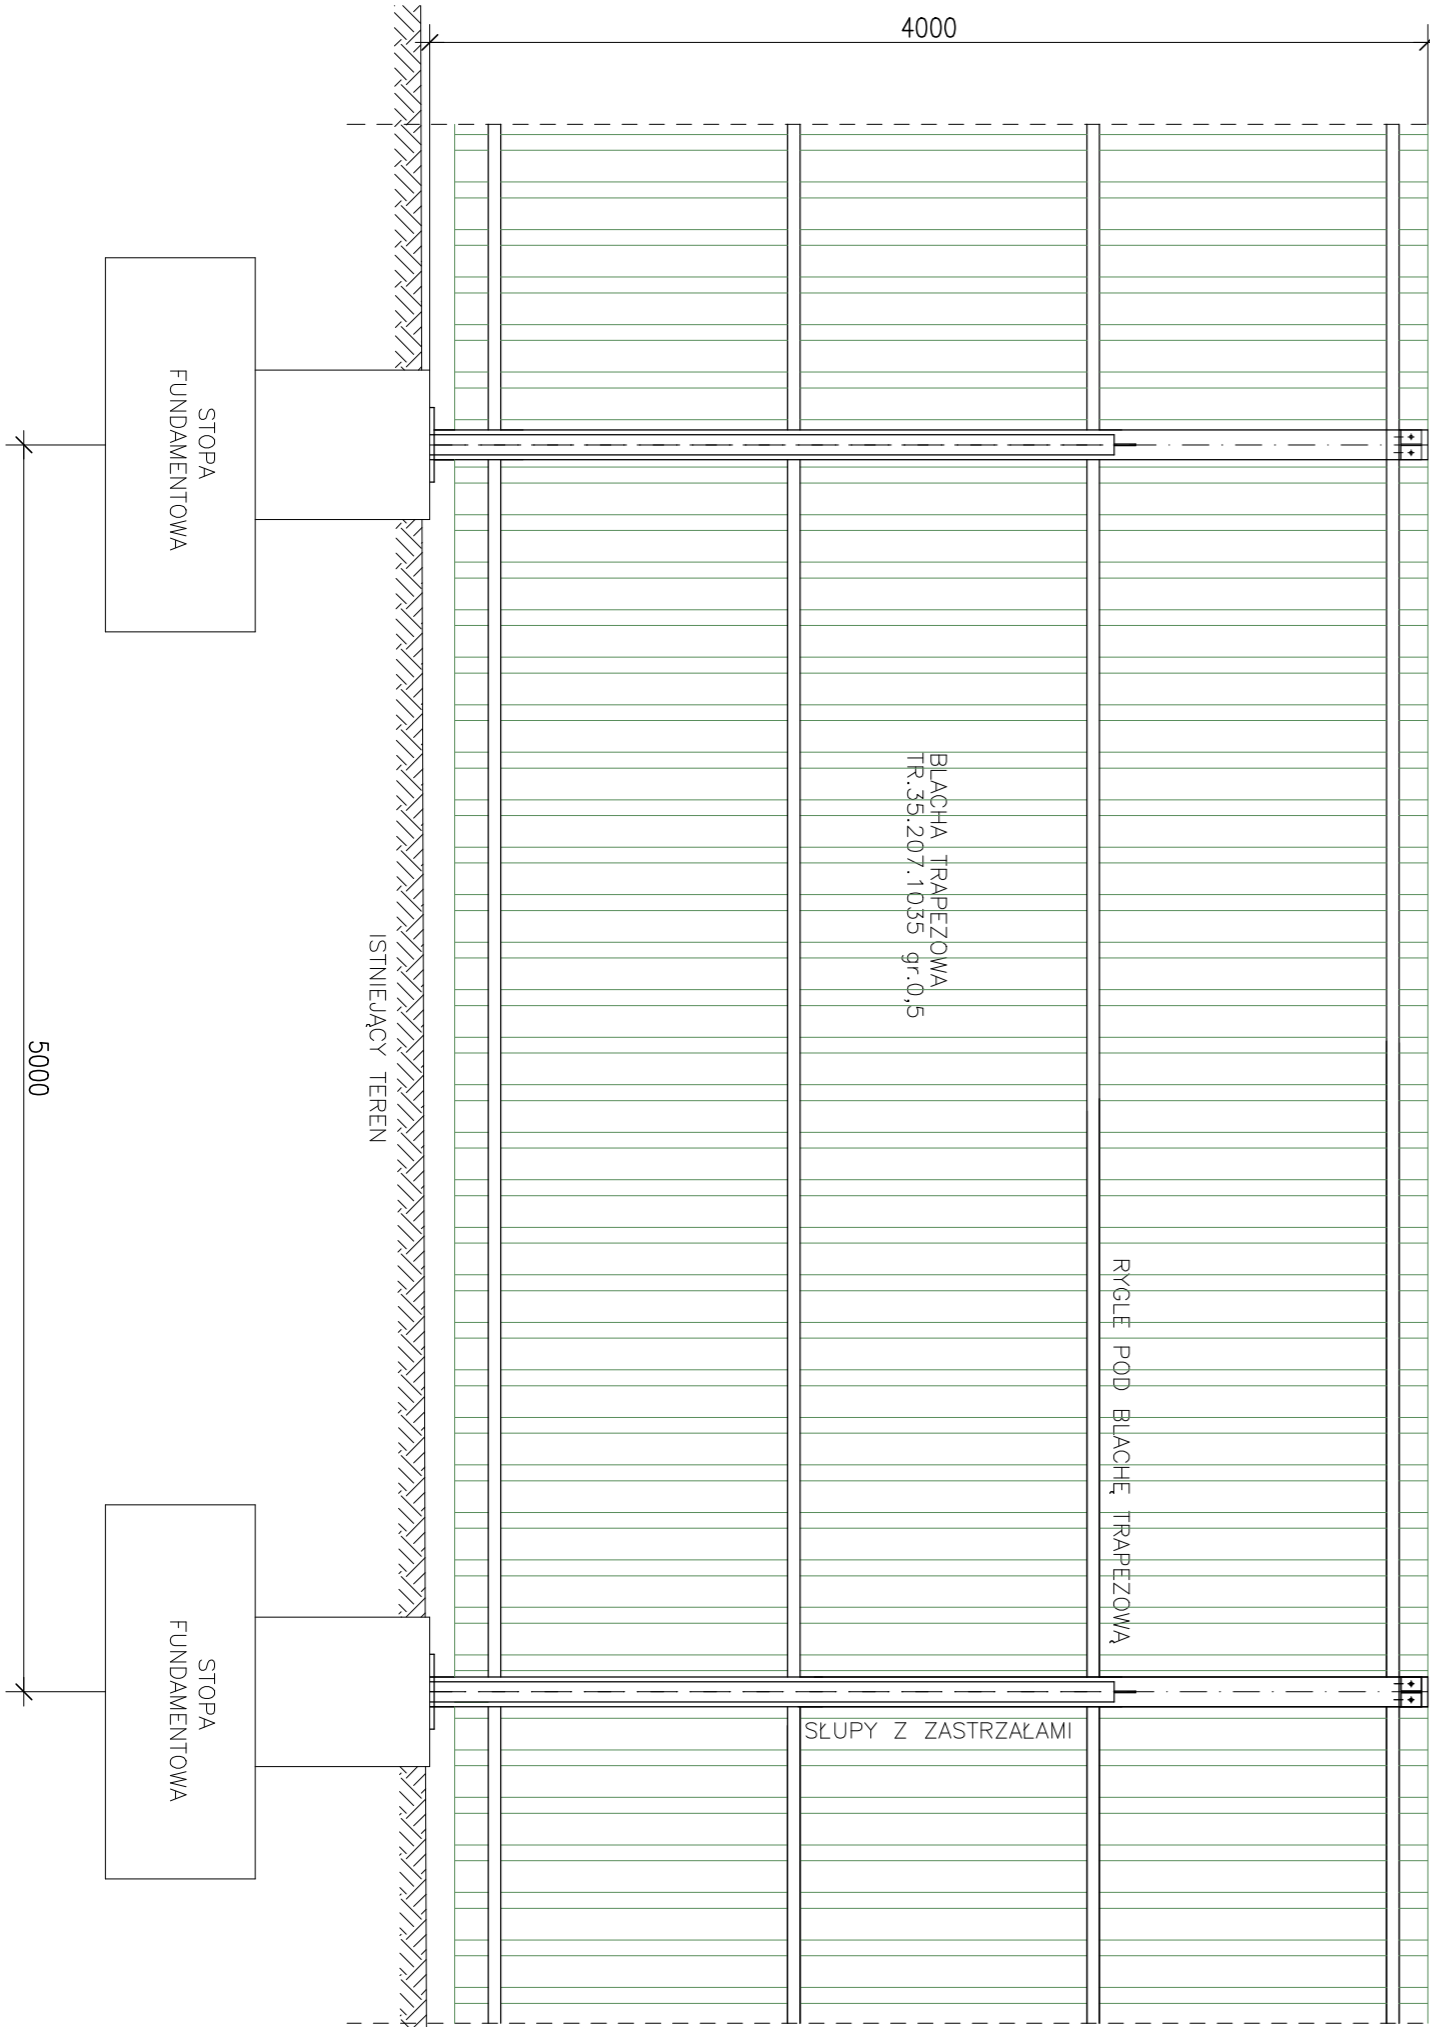 4000
BLACHA TRAPEZOWA
TR.35.207.1035 gr.0,5
RYGLE POD BLACHĘ TRAPEZOWĄ
SŁUPY Z ZASTRZAŁAMI
ISTNIEJĄCY TEREN
STOPA
FUNDAMENTOWA
STOPA
FUNDAMENTOWA
5000